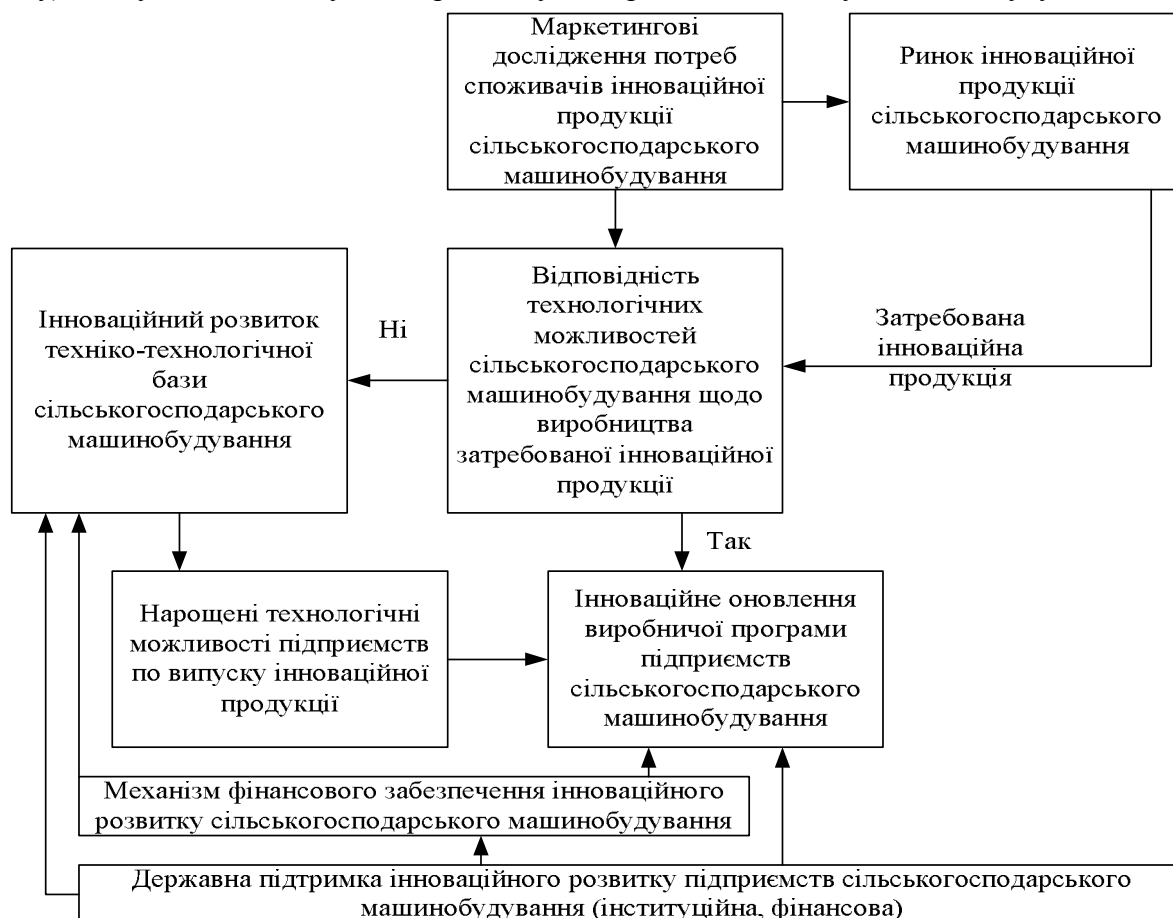 Маркетингові
дослідження потреб
споживачів інноваційної
продукції
сільськогосподарського
машинобудування
Ринок інноваційної
продукції
сільськогосподарського
машинобудування
Відповідність
технологічних
можливостей
сільськогосподарського
машинобудування щодо
виробництва
затребованої інноваційної
продукції
Затребована
інноваційна
продукція
Ні
Інноваційний розвиток
техніко-технологічної
бази
сільськогосподарського
машинобудування
Так
Нарощені технологічні
можливості підприємств
по випуску інноваційної
продукції
Інноваційне оновлення
виробничої програми
підприємств
сільськогосподарського
машинобудування
Механізм фінансового забезпечення інноваційного
розвитку сільськогосподарського машинобудування
Державна підтримка інноваційного розвитку підприємств сільськогосподарського
машинобудування (інституційна, фінансова)